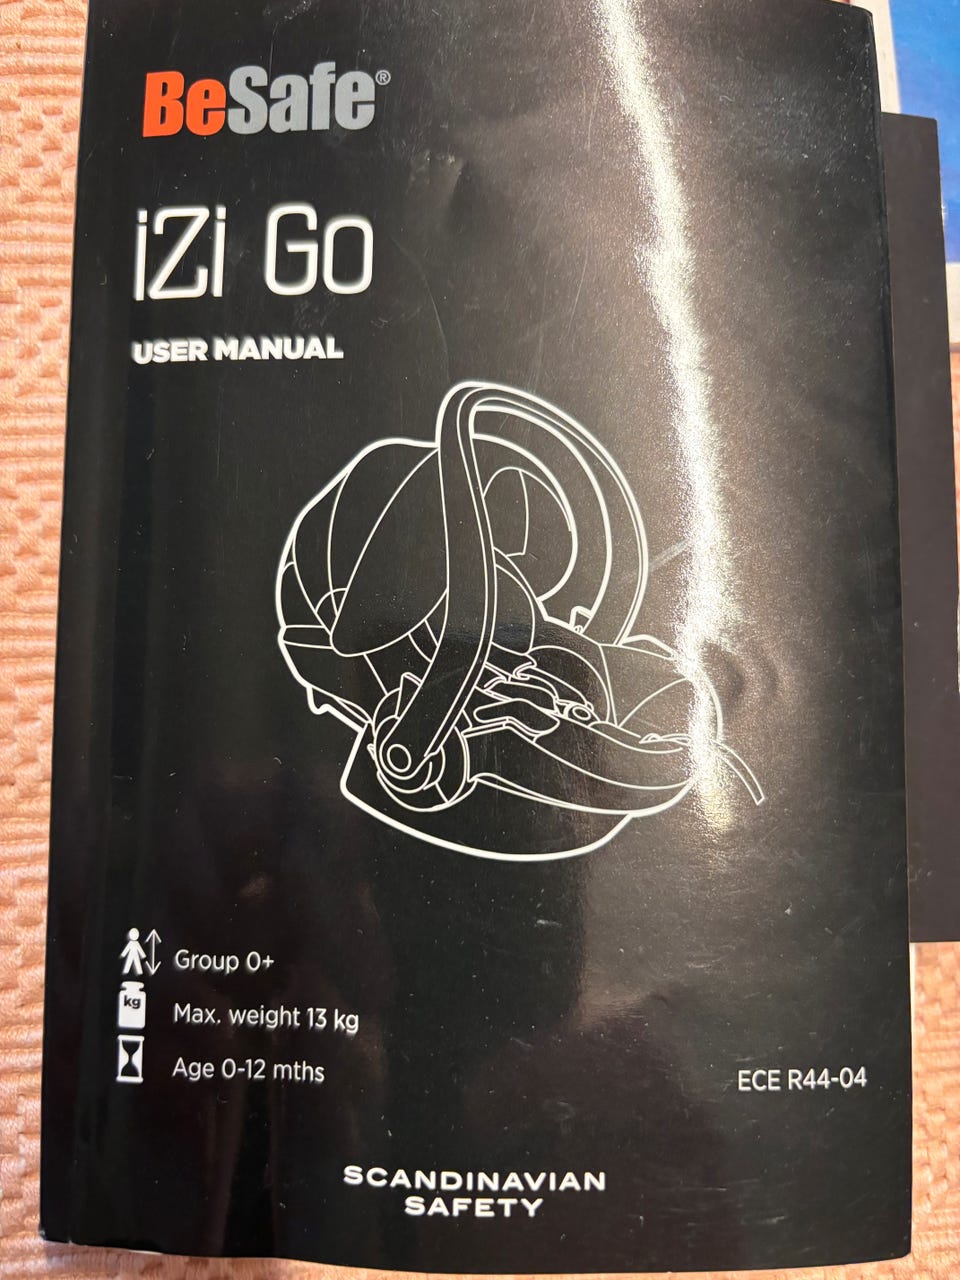 BeSafe®
iZi Go
USER MANUAL
Group 0+
kg
Max. weight 13 kg
Age 0-12 mths
ECE R44-04
SCANDINAVIAN
SAFETY